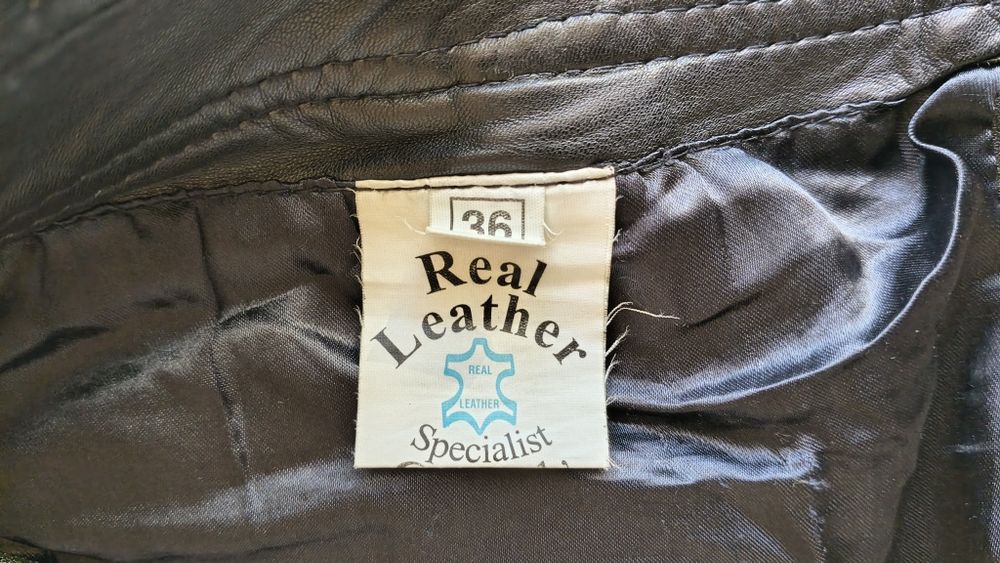 36
Real
Leather
REAL
LEATHER
Specialist